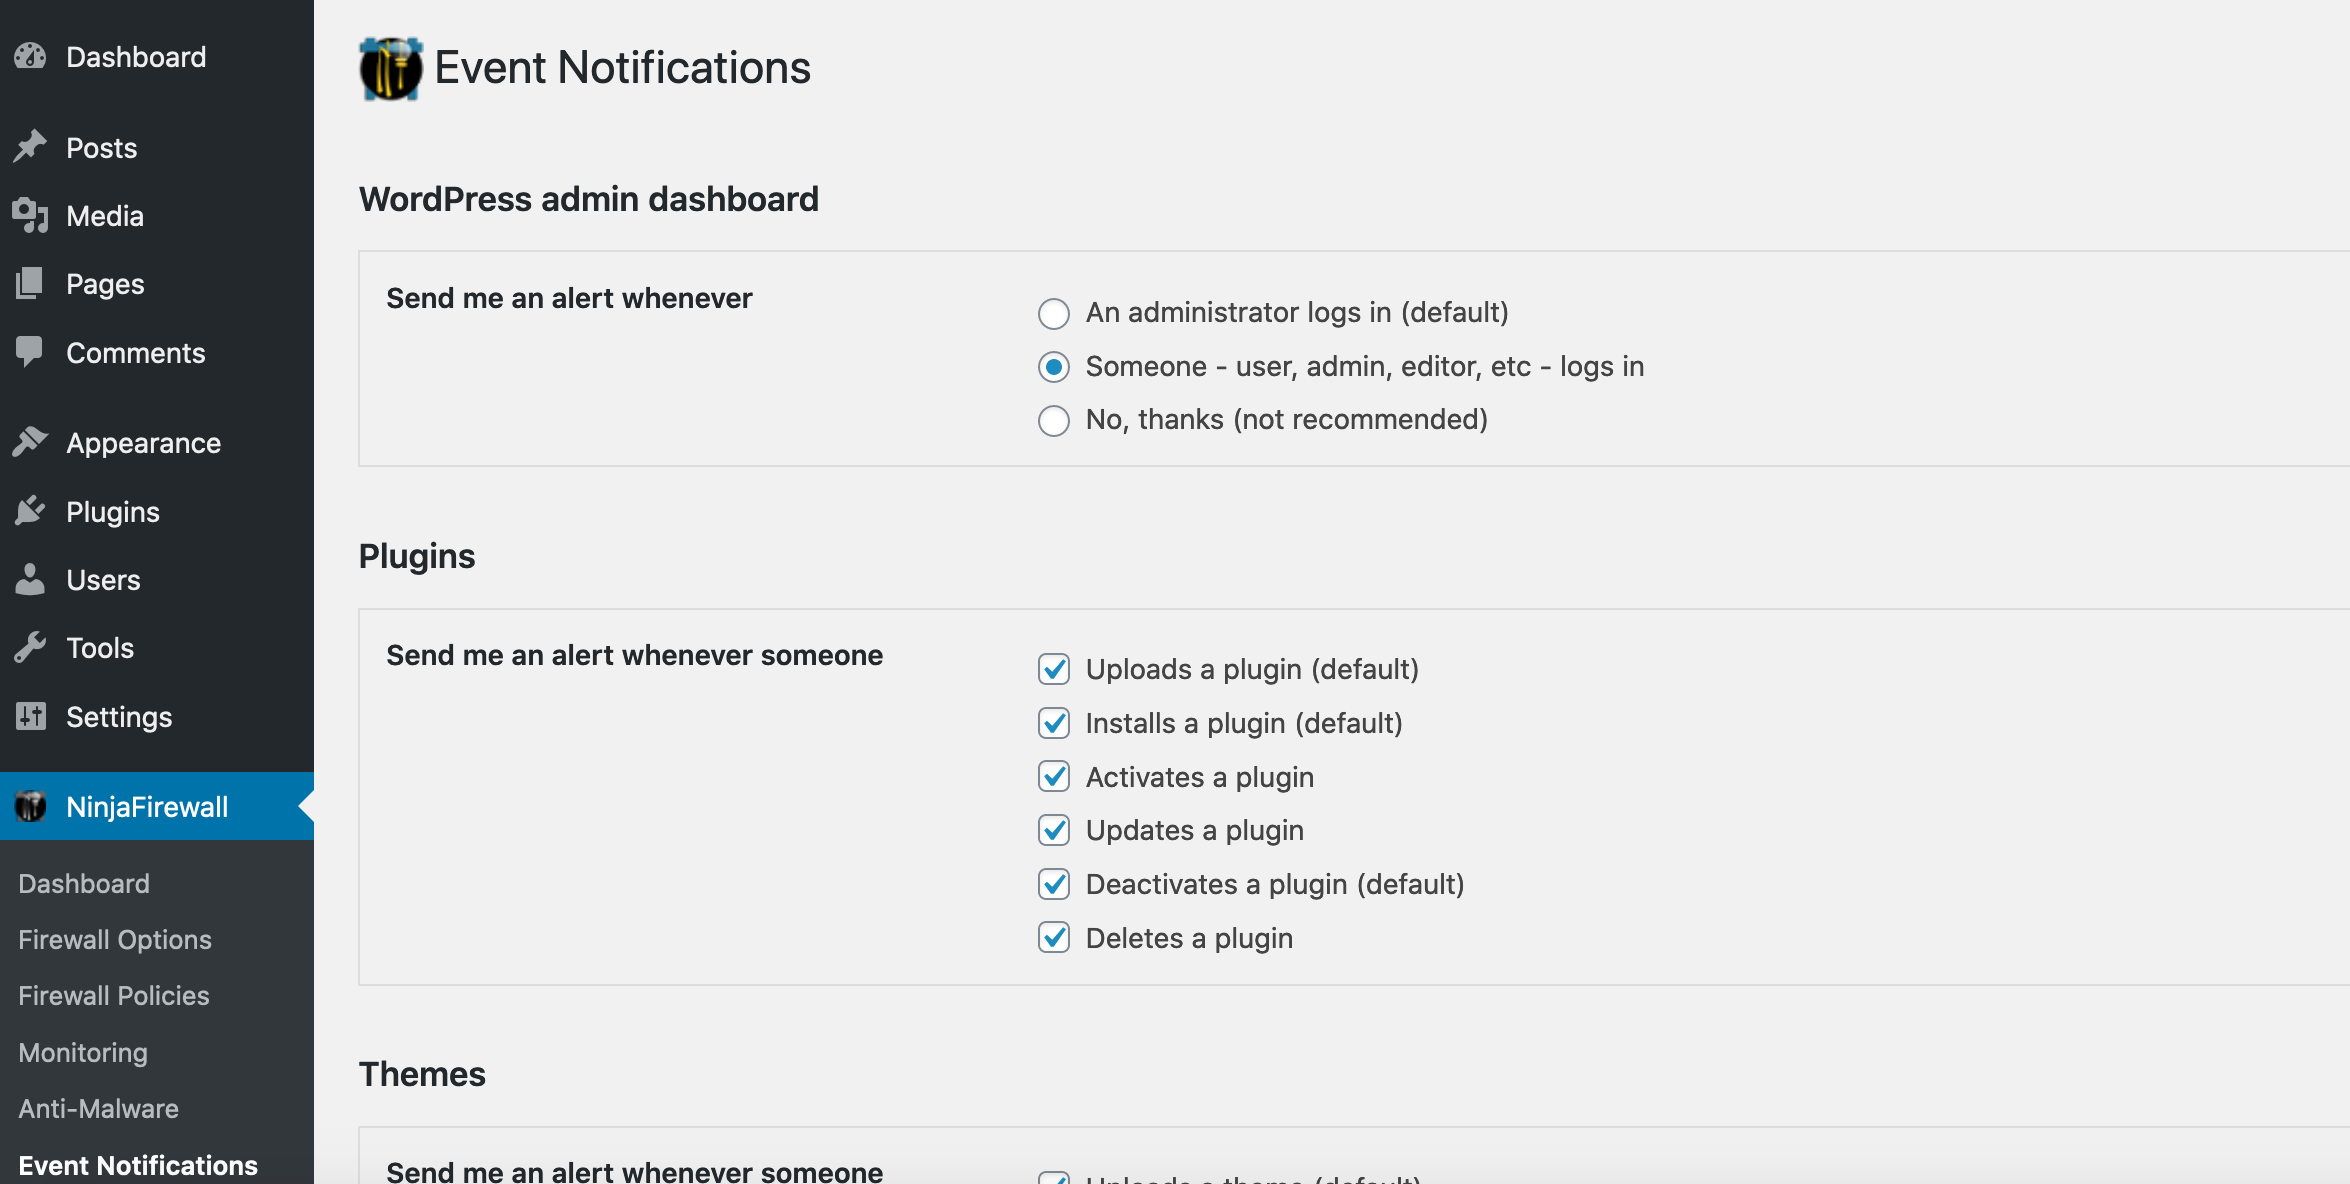 Dashboard
Posts
Media
Pages
Comments
Appearance
Plugins
Users
Tools
Settings
NinjaFirewall
Dashboard
Firewall Options
Firewall Policies
Monitoring
Anti-Malware
Event Notifications
Event Notifications
WordPress admin dashboard
Send me an alert whenever
An administrator logs in (default)
Someone - user, admin, editor, etc - logs in
No, thanks (not recommended)
Plugins
Send me an alert whenever someone
Uploads a plugin (default)
Installs a plugin (default)
Activates a plugin
Updates a plugin
Deactivates a plugin (default)
Deletes a plugin
Themes
Send me an alert whenever someone
Uploads a theme (default)